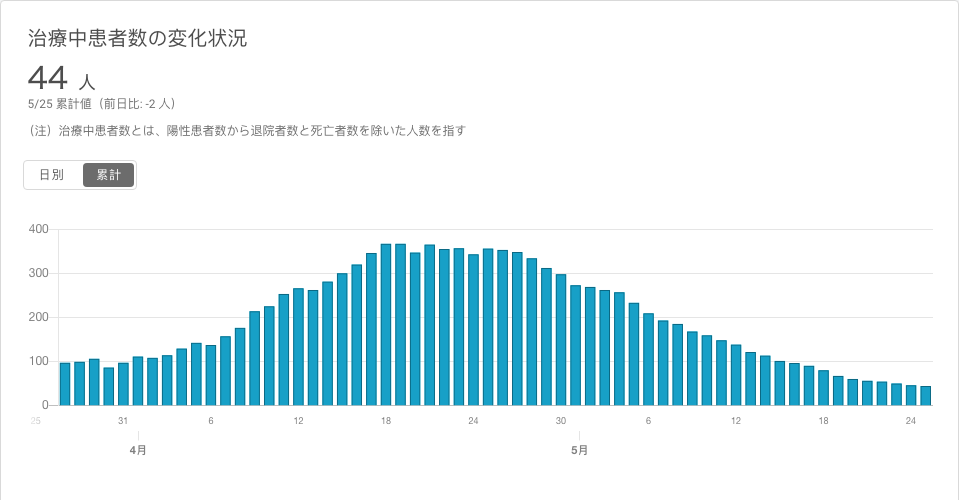 治療中患者数の変化状況
44 人
5/25 累計値（前日比: -2 人）
（注）治療中患者数とは、陽性患者数から退院者数と死亡者数を除いた人数を指す
日別 累計
400
300
200
100
0
25 31 6 12 18 24 30 6 12 18 24
4月 5月